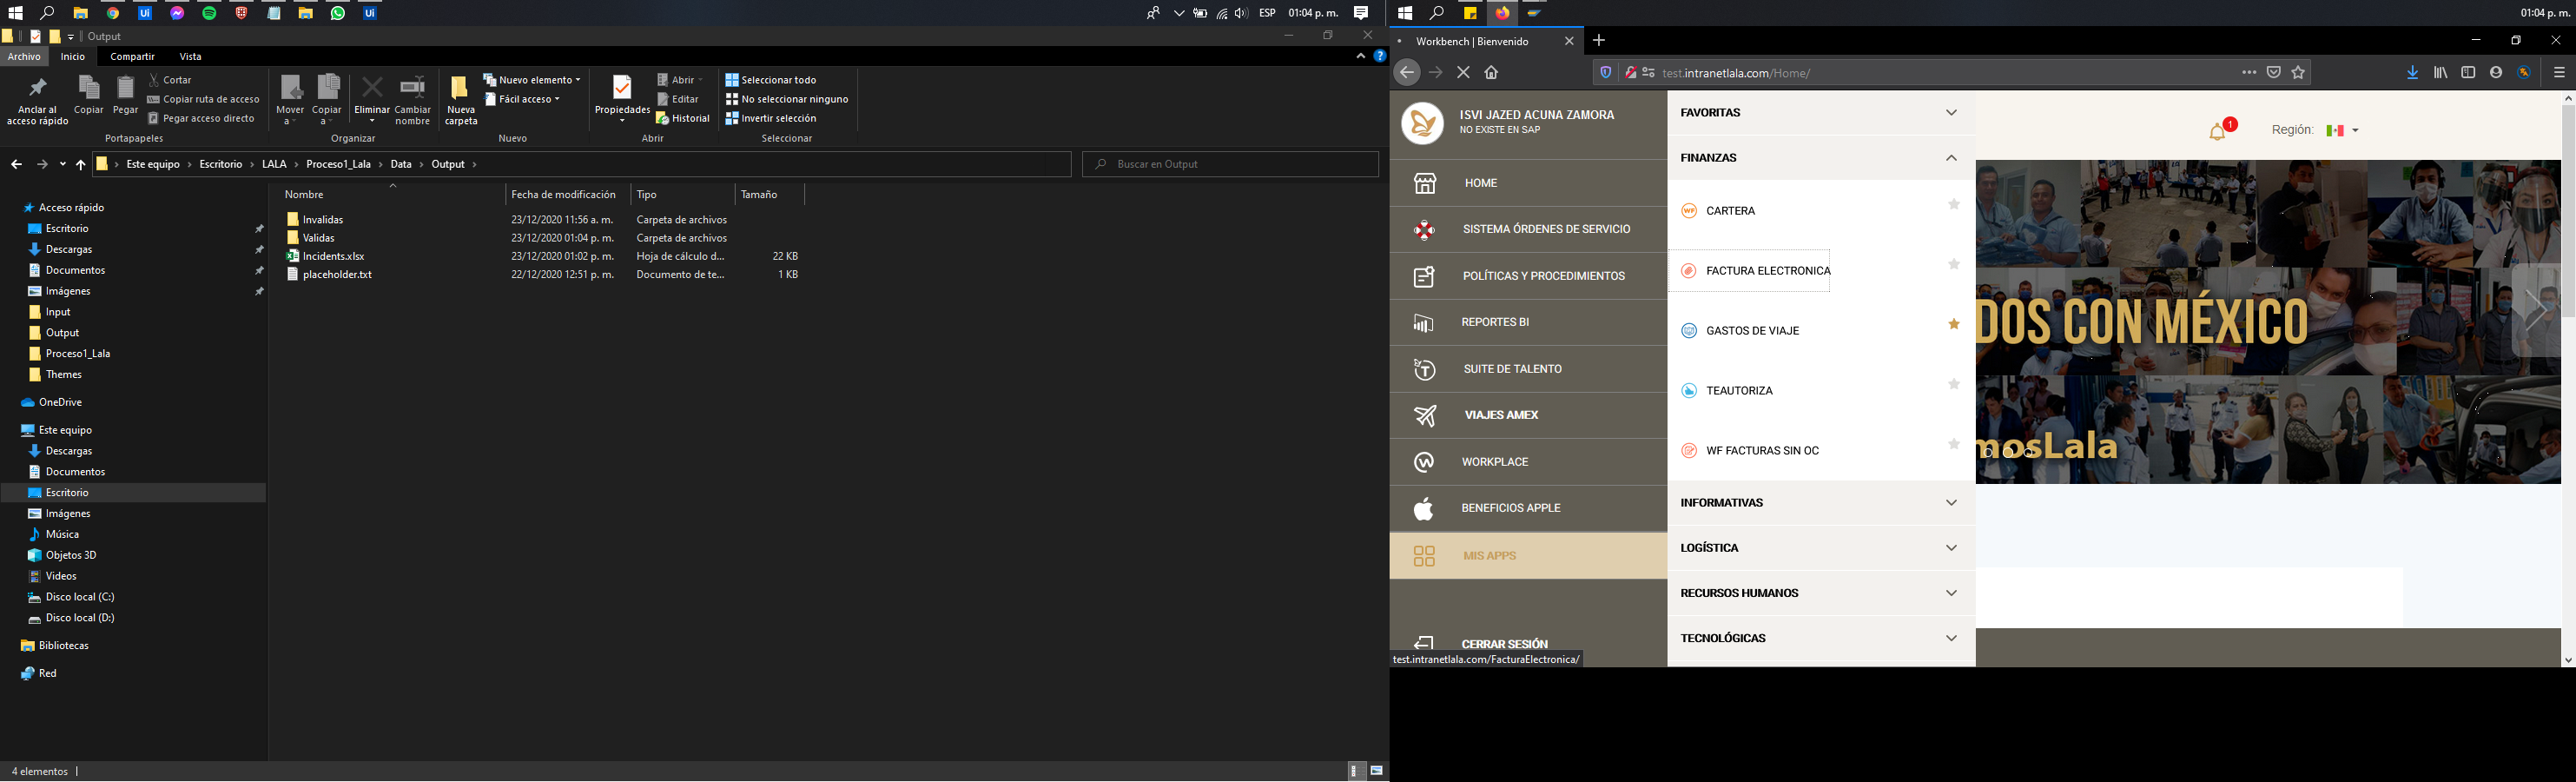 ESP 01:04 p. m.
Output
Archivo Inicio Compartir Vista
Anclar al acceso rápido
Copiar
Pegar
Cortar
Copiar ruta de acceso
Pegar acceso directo
Portapapeles
Mover a
Copiar a
Eliminar
Cambiar nombre
Organizar
Nueva carpeta
Nuevo elemento
Fácil acceso
Nuevo
Propiedades
Abrir
Editar
Historial
Abrir
Seleccionar todo
No seleccionar ninguno
Invertir selección
Seleccionar
Este equipo > Escritorio > LALA > Proceso1_Lala > Data > Output >
Buscar en Output
Nombre Fecha de modificación Tipo Tamaño
Invalidas 23/12/2020 11:56 a. m. Carpeta de archivos
Validas 23/12/2020 01:04 p. m. Carpeta de archivos
Incidents.xlsx 23/12/2020 01:02 p. m. Hoja de cálculo d... 22 KB
placeholder.txt 22/12/2020 12:51 p. m. Documento de te... 1 KB
Acceso rápido
Escritorio
Descargas
Documentos
Imágenes
Input
Output
Proceso1_Lala
Themes
OneDrive
Este equipo
Descargas
Documentos
Escritorio
Imágenes
Música
Objetos 3D
Videos
Disco local (C:)
Disco local (D:)
Bibliotecas
Red
4 elementos
01:04 p. m.
Workbench | Bienvenido
test.intranetlala.com/Home/
ISVI JAZED ACUNA ZAMORA
NO EXISTE EN SAP
HOME
SISTEMA ÓRDENES DE SERVICIO
POLÍTICAS Y PROCEDIMIENTOS
REPORTES BI
SUITE DE TALENTO
VIAJES AMEX
WORKPLACE
BENEFICIOS APPLE
MIS APPS
CERRAR SESIÓN
test.intranetlala.com/FacturaElectronica/
FAVORITAS
FINANZAS
CARTERA
FACTURA ELECTRONICA
GASTOS DE VIAJE
TEAUTORIZA
WF FACTURAS SIN OC
INFORMATIVAS
LOGÍSTICA
RECURSOS HUMANOS
TECNOLÓGICAS
1
Región:
DOS CON MÉXICO
mosLala